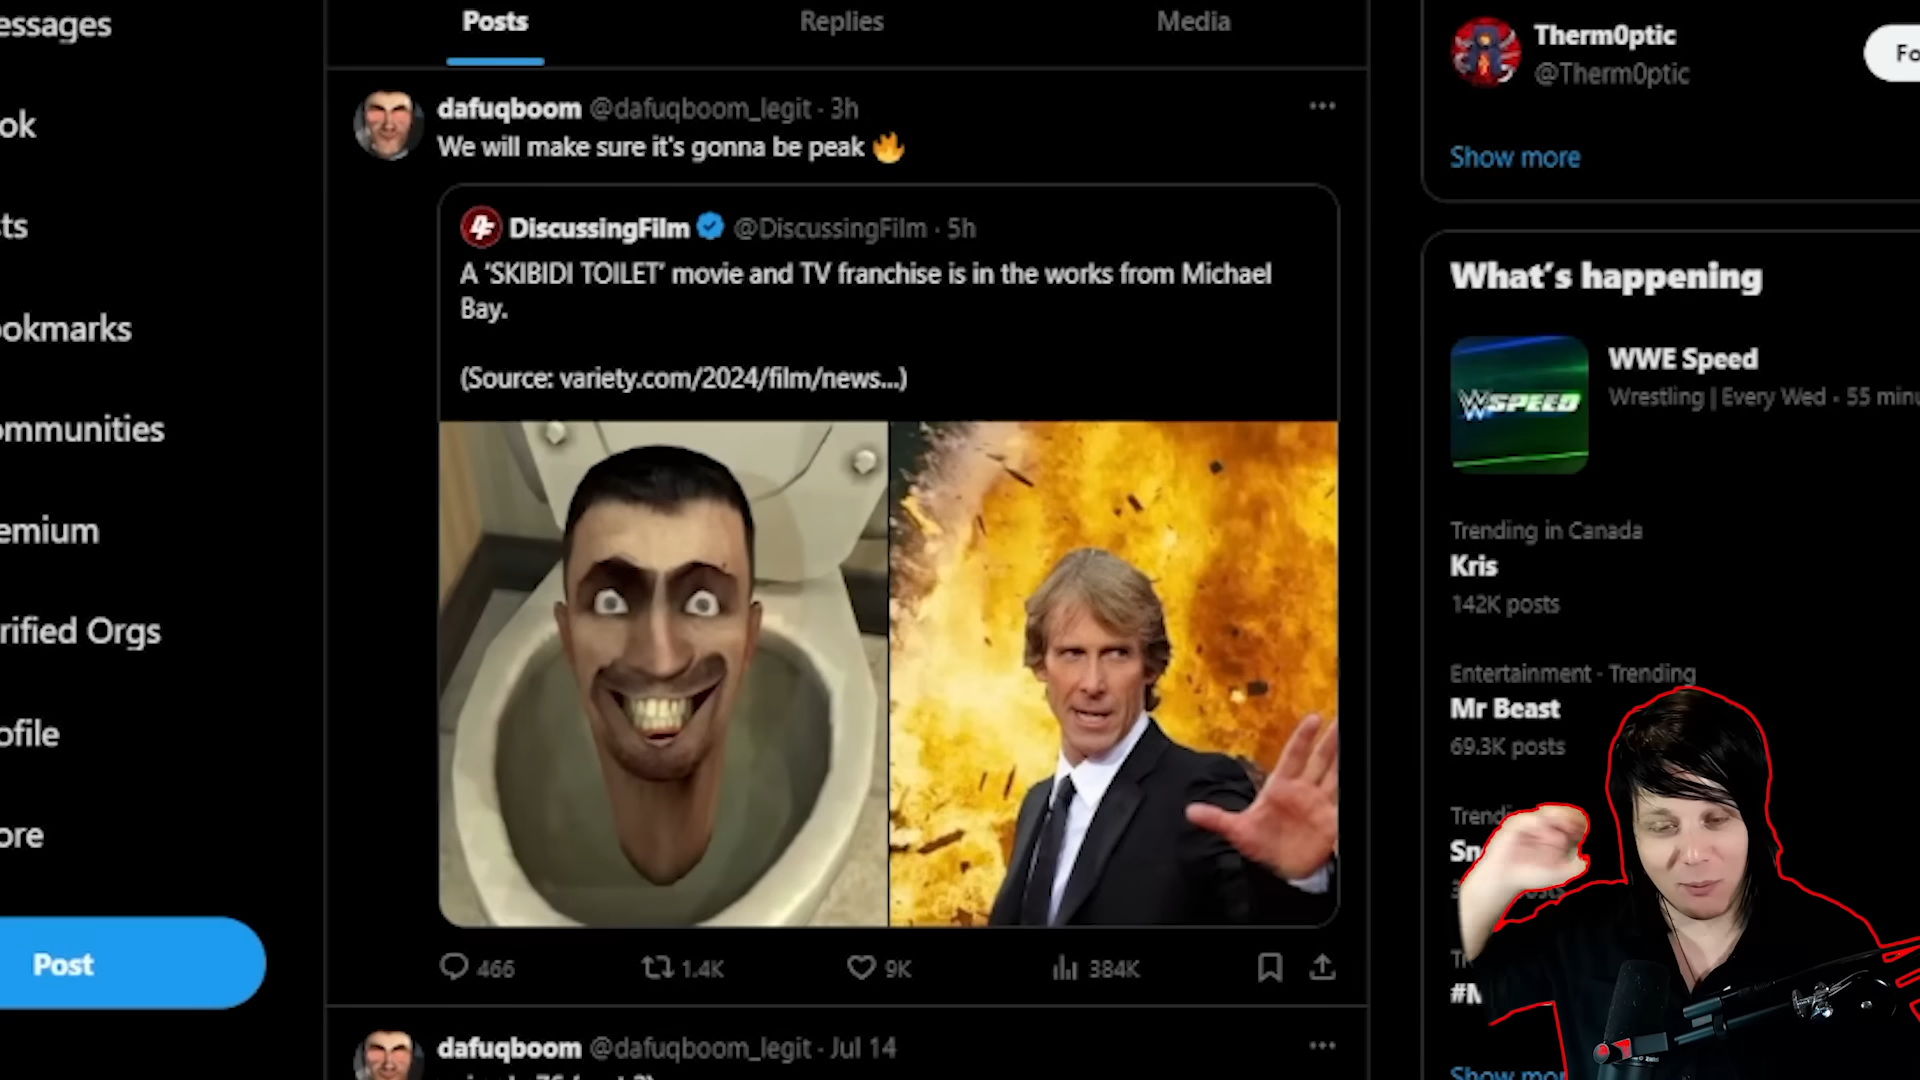 essages
ok
sts
ookmarks
ommunities
remium
rified Orgs
ofile
ore
Post
Posts
Replies
Media
dafuqboom @dafuqboom_legit · 3h
We will make sure it's gonna be peak 🔥
DiscussingFilm @DiscussingFilm · 5h
A 'SKIBIDI TOILET' movie and TV franchise is in the works from Michael
Bay.
(Source: variety.com/2024/film/news...)
466
1.4K
9K
384K
dafuqboom @dafuqboom_legit · Jul 14
Therm0ptic
@Therm0ptic
Fo
Show more
What's happening
W SPEED
WWE Speed
Wrestling | Every Wed · 55 minu
Trending in Canada
Kris
142K posts
Entertainment · Trending
Mr Beast
69.3K posts
Trendi
Sn
#N
Show mor